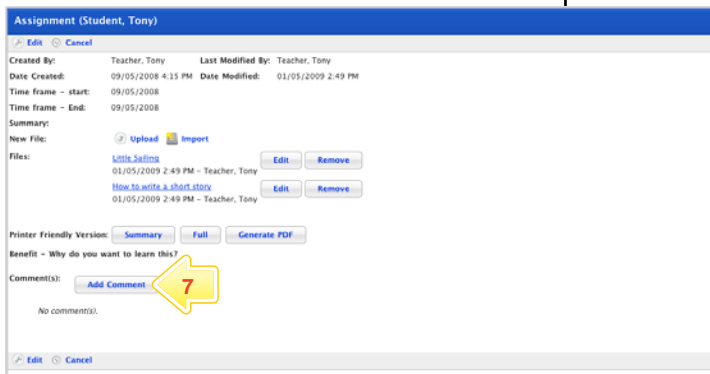 Assignment (Student, Tony)
Edit Cancel
Created By: Teacher, Tony Last Modified By: Teacher, Tony
Date Created: 09/05/2008 4:15 PM Date Modified: 01/05/2009 2:49 PM
Time frame - start: 09/05/2008
Time frame - End: 09/05/2008
Summary:
New File: Upload Import
Files: Little Sailing Edit Remove
01/05/2009 2:49 PM - Teacher, Tony
How to write a short story Edit Remove
01/05/2009 2:49 PM - Teacher, Tony
Printer Friendly Version: Summary Full Generate PDF
Benefit - Why do you want to learn this?
Comment(s): Add Comment 7
No comment(s).
Edit Cancel